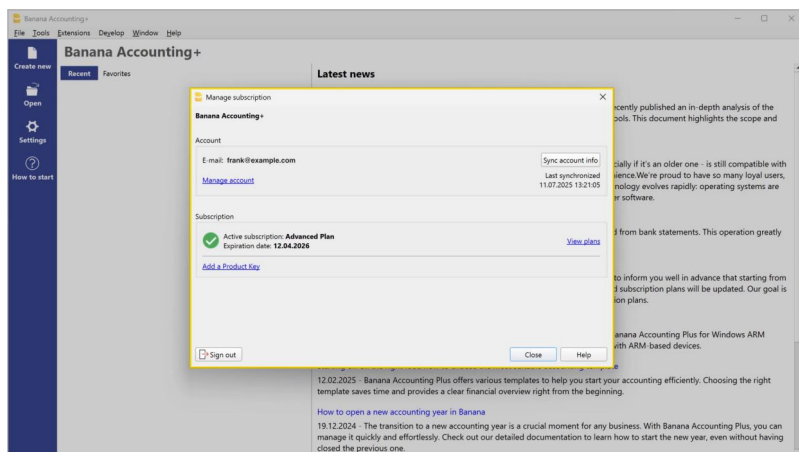 Banana Accounting+
File Tools Extensions Develop Window Help
Create new
Open
Settings
How to start
Banana Accounting+
Recent Favorites
Latest news
Manage subscription
Banana Accounting+
Account
E-mail: frank@example.com
Sync account info
Manage account
Last synchronized
11.07.2025 13:21:05
Subscription
Active subscription: Advanced Plan
Expiration date: 12.04.2026
View plans
Add a Product Key
Sign out
Close
Help
ecently published an in-depth analysis of the
ools. This document highlights the scope and
cially if it's an older one - is still compatible with
ience.We're proud to have so many loyal users,
nology evolves rapidly: operating systems are
er software.
d from bank statements. This operation greatly
to inform you well in advance that starting from
d subscription plans will be updated. Our goal is
ion plans.
anana Accounting Plus for Windows ARM
with ARM-based devices.
12.02.2025 - Banana Accounting Plus offers various templates to help you start your accounting efficiently. Choosing the right
template saves time and provides a clear financial overview right from the beginning.
How to open a new accounting year in Banana
19.12.2024 - The transition to a new accounting year is a crucial moment for any business. With Banana Accounting Plus, you can
manage it quickly and effortlessly. Check out our detailed documentation to learn how to start the new year, even without having
closed the previous one.